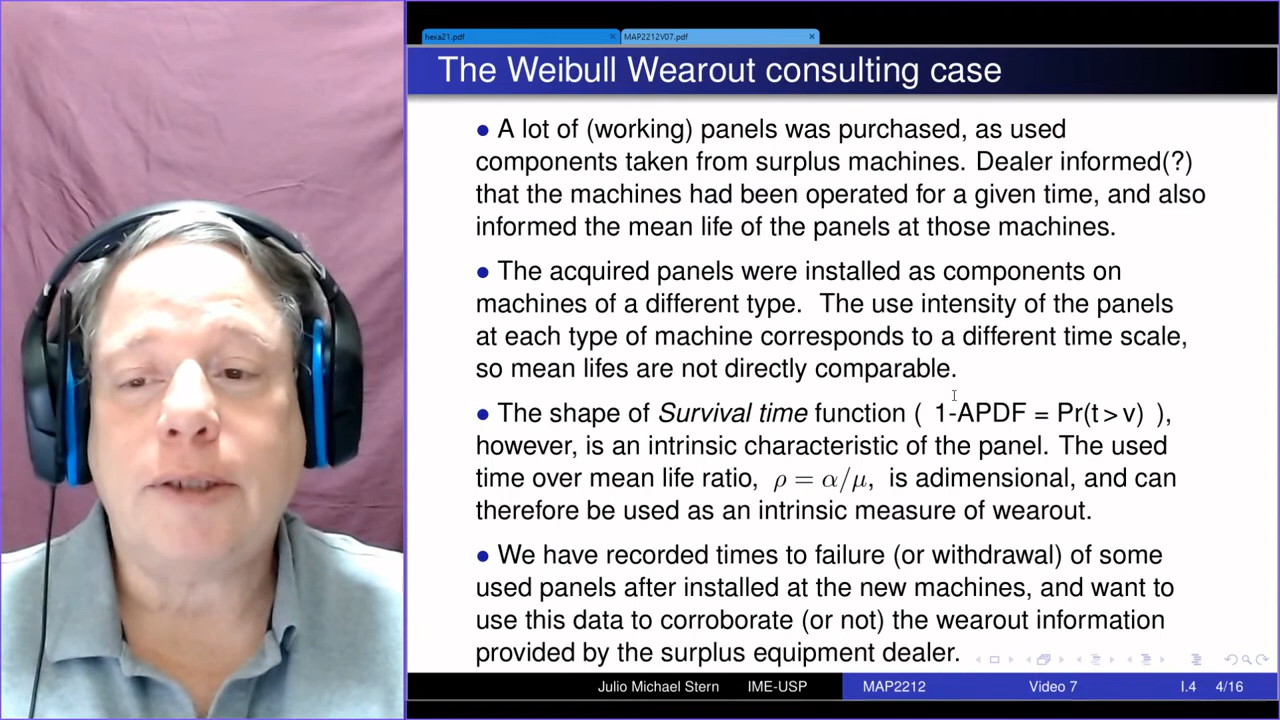 hexa21.pdf
MAP2212V07.pdf
The Weibull Wearout consulting case
• A lot of (working) panels was purchased, as used
components taken from surplus machines. Dealer informed(?)
that the machines had been operated for a given time, and also
informed the mean life of the panels at those machines.
• The acquired panels were installed as components on
machines of a different type. The use intensity of the panels
at each type of machine corresponds to a different time scale,
so mean lifes are not directly comparable.
• The shape of Survival time function ( 1-APDF = Pr(t > v) ),
however, is an intrinsic characteristic of the panel. The used
time over mean life ratio, ρ = α/μ, is adimensional, and can
therefore be used as an intrinsic measure of wearout.
• We have recorded times to failure (or withdrawal) of some
used panels after installed at the new machines, and want to
use this data to corroborate (or not) the wearout information
provided by the surplus equipment dealer.
Julio Michael Stern IME-USP MAP2212 Video 7 I.4 4/16